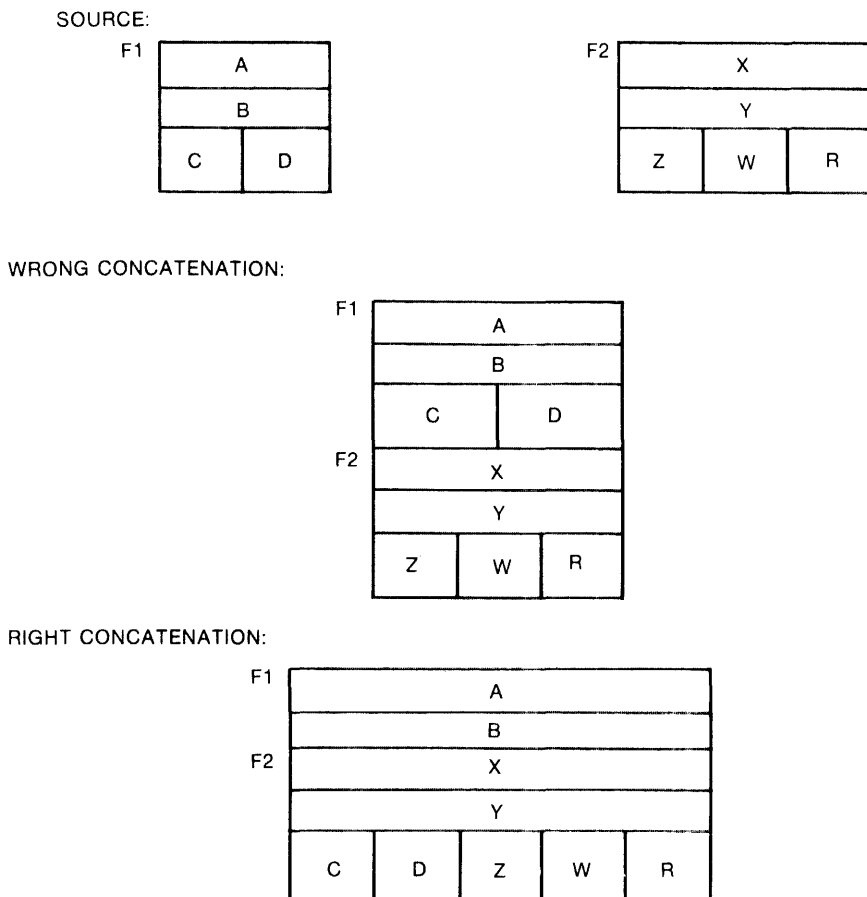 SOURCE:
F1 A F2 X
B Y
C D Z W R
WRONG CONCATENATION:
F1 A
B
C D
F2 X
Y
Z W R
RIGHT CONCATENATION:
F1 A
B
F2 X
Y
C D Z W R